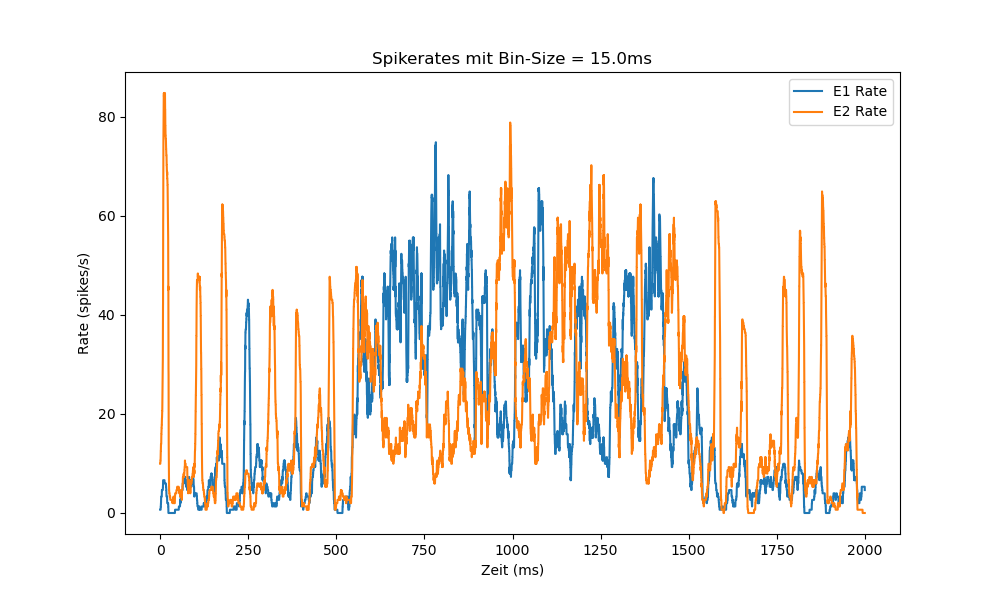 Spikerates mit Bin-Size = 15.0ms
E1 Rate
E2 Rate
80
60
40
20
0
Rate (spikes/s)
0 250 500 750 1000 1250 1500 1750 2000
Zeit (ms)